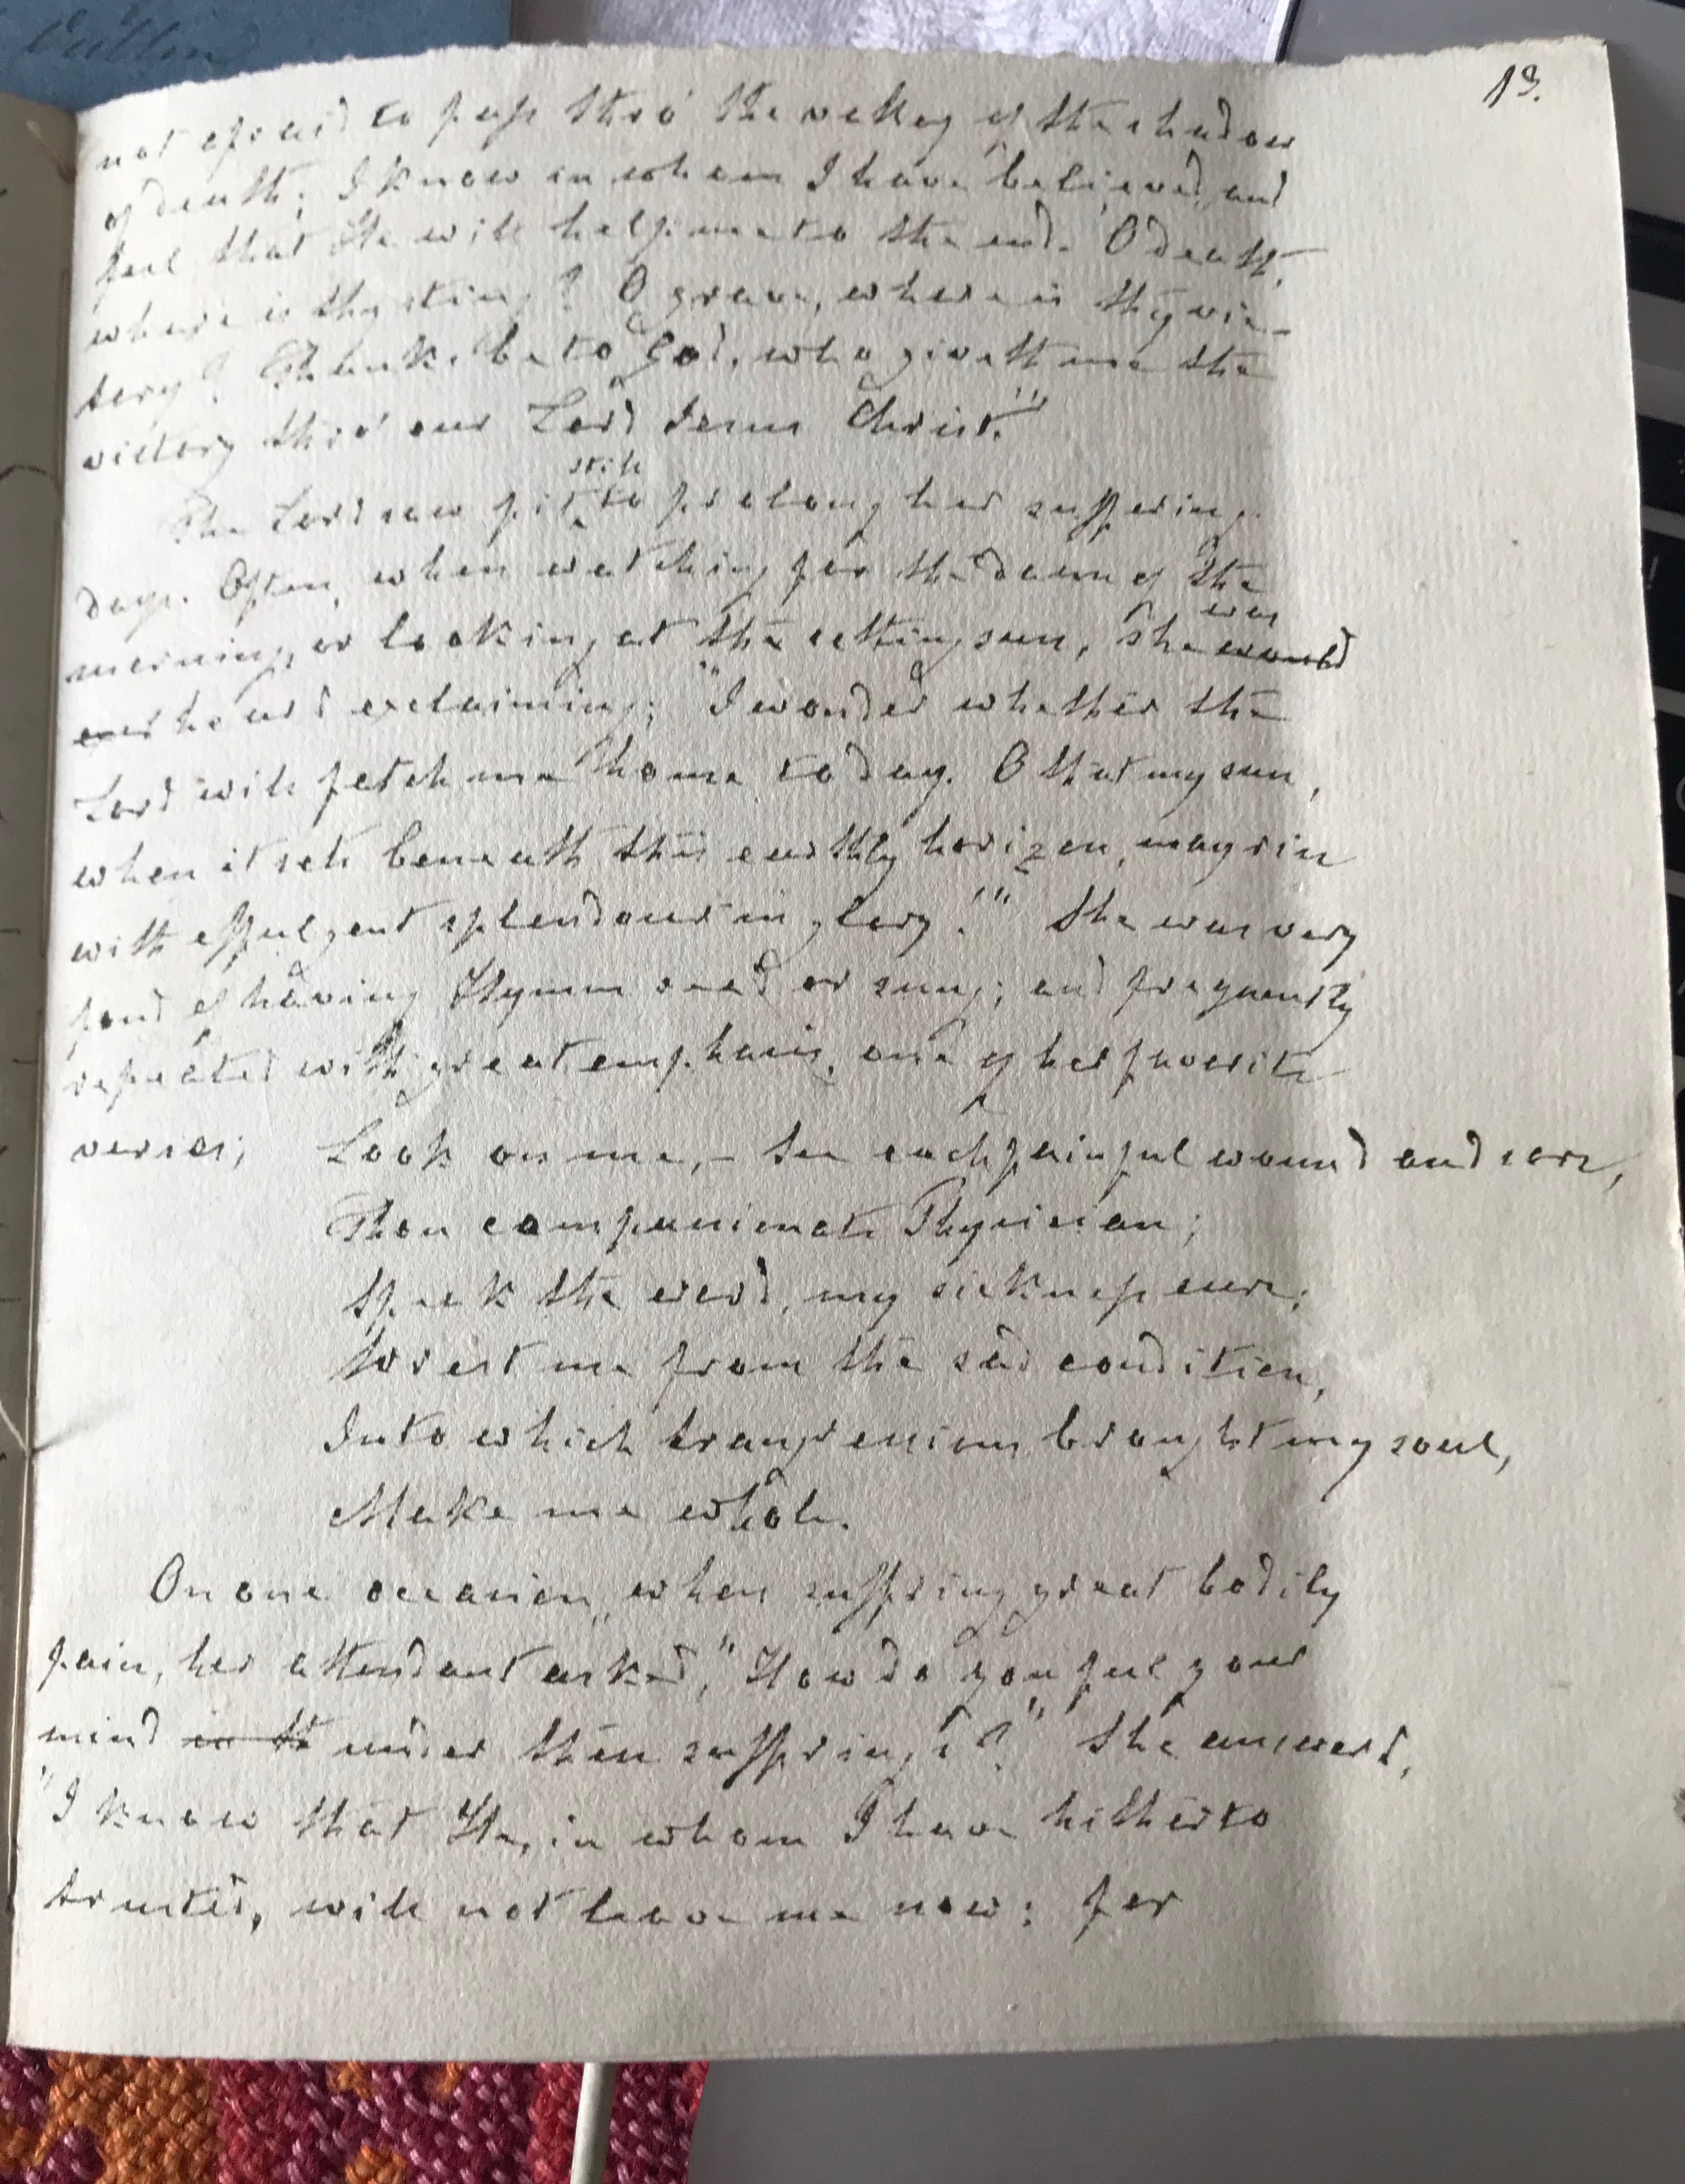 13.
not afraid to pass thro' the valley of the shadow
of death; I know in whom I have believed, and
feel that He will help me to the end. O death,
where is thy sting? O grave, where is thy vic-
tory? Thanks be to God, who giveth me the
victory thro' our Lord Jesus Christ."
still
The Lord saw fit to prolong her suffering
days. Often, when watching for the dawn of the
was
morning, or looking at the setting sun, she would
over heard exclaiming; "I wonder whether the
Lord will fetch me home to day. O that my sun,
when it sets beneath this earthly horizon, may rise
with effulgent splendour in glory!" She was very
fond of having Hymns read or sung; and frequently
repeated with great emphasis, one of her favorite
verses; Look on me, – See each painful wound and sore,
Thou compassionate Physician;
Speak the word, my sickness cure;
Wrest me from the sad condition,
Into which transgressions brought my soul,
Make me whole.
On one occasion, when suffering great bodily
pain, her attendant asked, "How do you feel your
mind in th under these sufferings?" She answerd,
"I know that He, in whom I have hitherto
trusted, will not leave me now: for